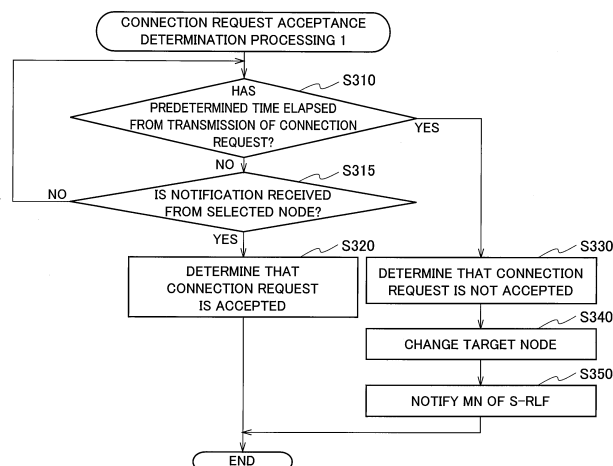 CONNECTION REQUEST ACCEPTANCE
DETERMINATION PROCESSING 1
S310
HAS
PREDETERMINED TIME ELAPSED
FROM TRANSMISSION OF CONNECTION
REQUEST?
YES
NO
S315
NO
IS NOTIFICATION RECEIVED
FROM SELECTED NODE?
YES
S320
DETERMINE THAT
CONNECTION REQUEST
IS ACCEPTED
S330
DETERMINE THAT CONNECTION
REQUEST IS NOT ACCEPTED
S340
CHANGE TARGET NODE
S350
NOTIFY MN OF S-RLF
END